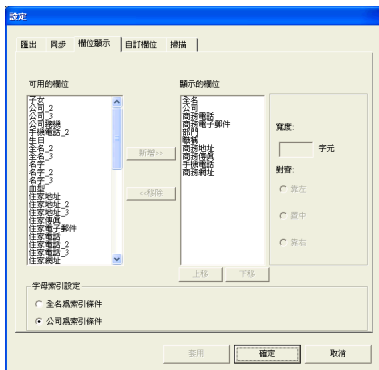 設定
匯出 同步 欄位顯示 自訂欄位 掃描
可用的欄位
子女
公司_2
公司_3
公司總機
手機電話_2
生日
全名_2
全名_3
名字
名字_2
名字_3
血型
住家地址
住家地址_2
住家地址_3
住家傳真
住家電子郵件
住家電話
住家電話_2
住家電話_3
住家網址
新增>>
<<移除
顯示的欄位
全名
公司
商務電話
商務電子郵件
部門
職稱
商務地址
商務傳真
手機電話
商務網址
上移 下移
寬度:
字元
對齊:
靠左
置中
靠右
字母索引設定
全名為索引條件
公司為索引條件
套用 確定 取消